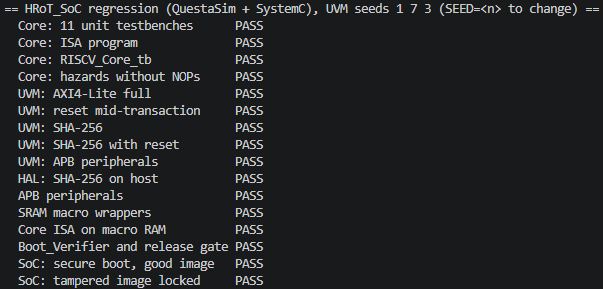 == HRoT_SoC regression (QuestaSim + SystemC), UVM seeds 1 7 3 (SEED=<n> to change) ==
Core: 11 unit testbenches PASS
Core: ISA program PASS
Core: RISCV_Core_tb PASS
Core: hazards without NOPs PASS
UVM: AXI4-Lite full PASS
UVM: reset mid-transaction PASS
UVM: SHA-256 PASS
UVM: SHA-256 with reset PASS
UVM: APB peripherals PASS
HAL: SHA-256 on host PASS
APB peripherals PASS
SRAM macro wrappers PASS
Core ISA on macro RAM PASS
Boot_Verifier and release gate PASS
SoC: secure boot, good image PASS
SoC: tampered image locked PASS